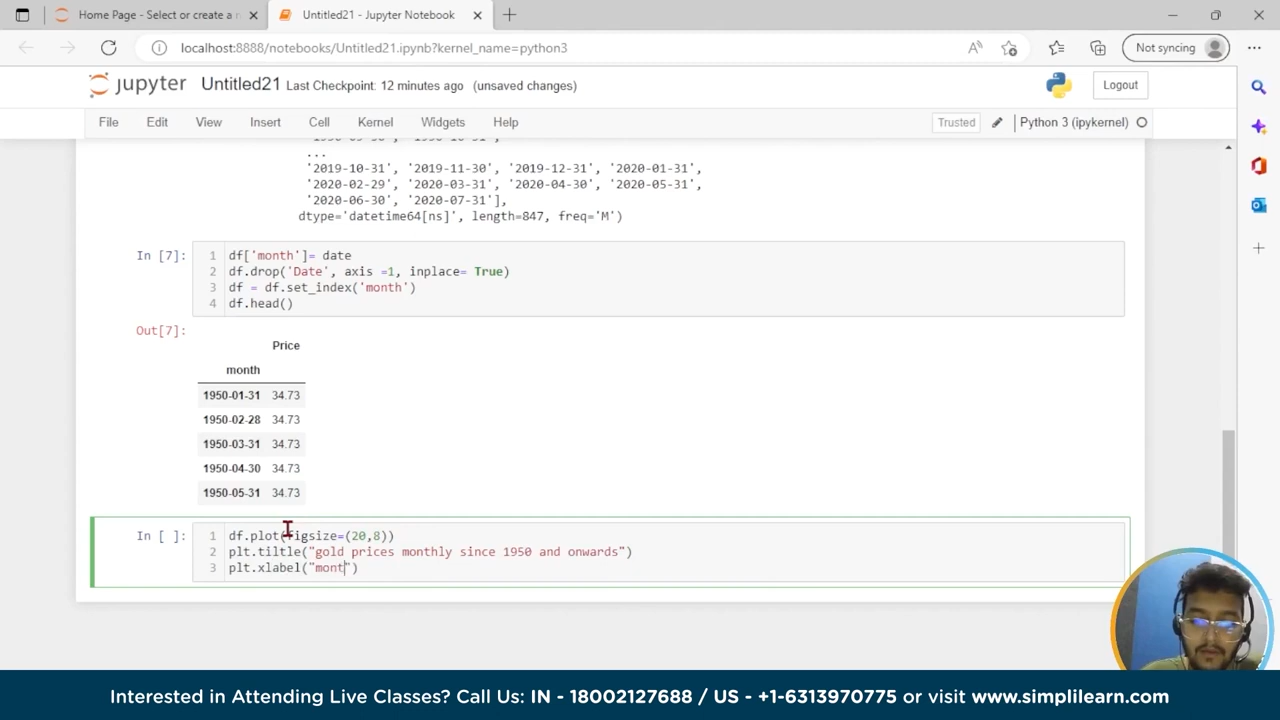 Home Page - Select or create a n
Untitled21 - Jupyter Notebook
localhost:8888/notebooks/Untitled21.ipynb?kernel_name=python3
Not syncing
jupyter Untitled21 Last Checkpoint: 12 minutes ago (unsaved changes)
Logout
File Edit View Insert Cell Kernel Widgets Help
Trusted
Python 3 (ipykernel)
...
'2019-10-31', '2019-11-30', '2019-12-31', '2020-01-31',
'2020-02-29', '2020-03-31', '2020-04-30', '2020-05-31',
'2020-06-30', '2020-07-31'],
dtype='datetime64[ns]', length=847, freq='M')
In [7]:
1 df['month']= date
2 df.drop('Date', axis =1, inplace= True)
3 df = df.set_index('month')
4 df.head()
Out[7]:
Price
month
1950-01-31 34.73
1950-02-28 34.73
1950-03-31 34.73
1950-04-30 34.73
1950-05-31 34.73
In [ ]:
1 df.plot(figsize=(20,8))
2 plt.tiltle("gold prices monthly since 1950 and onwards")
3 plt.xlabel("mont")
Interested in Attending Live Classes? Call Us: IN - 18002127688 / US - +1-6313970775 or visit www.simplilearn.com